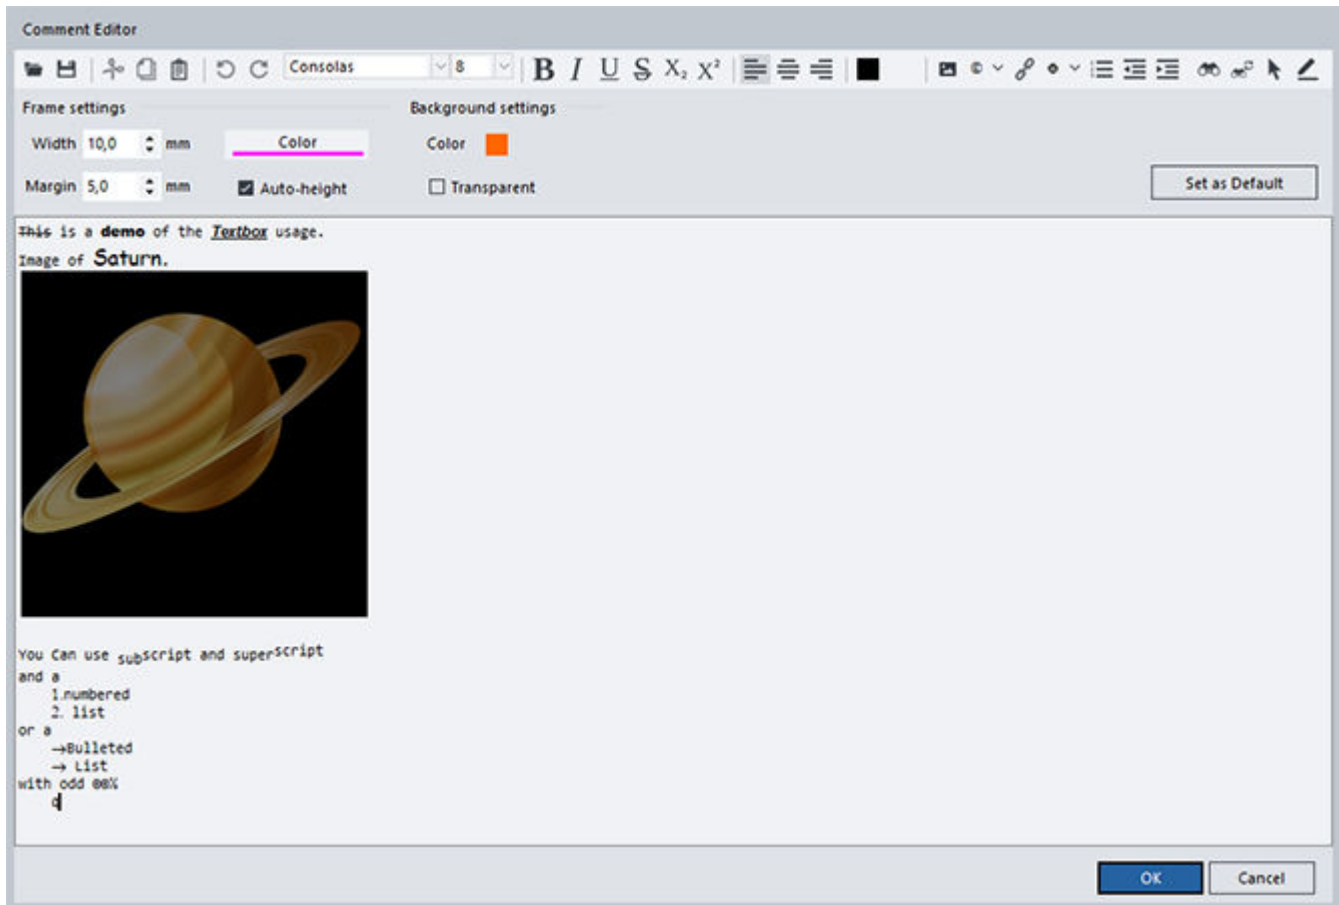 Comment Editor
Consolas 8 B I U S X₂ X²
Frame settings Background settings
Width 10,0 mm Color Color
Margin 5,0 mm Auto-height Transparent Set as Default
This is a demo of the Textbox usage.
Image of Saturn.
You Can use subscript and superscript
and a
1.numbered
2. list
or a
→Bulleted
→ List
with odd
OK Cancel